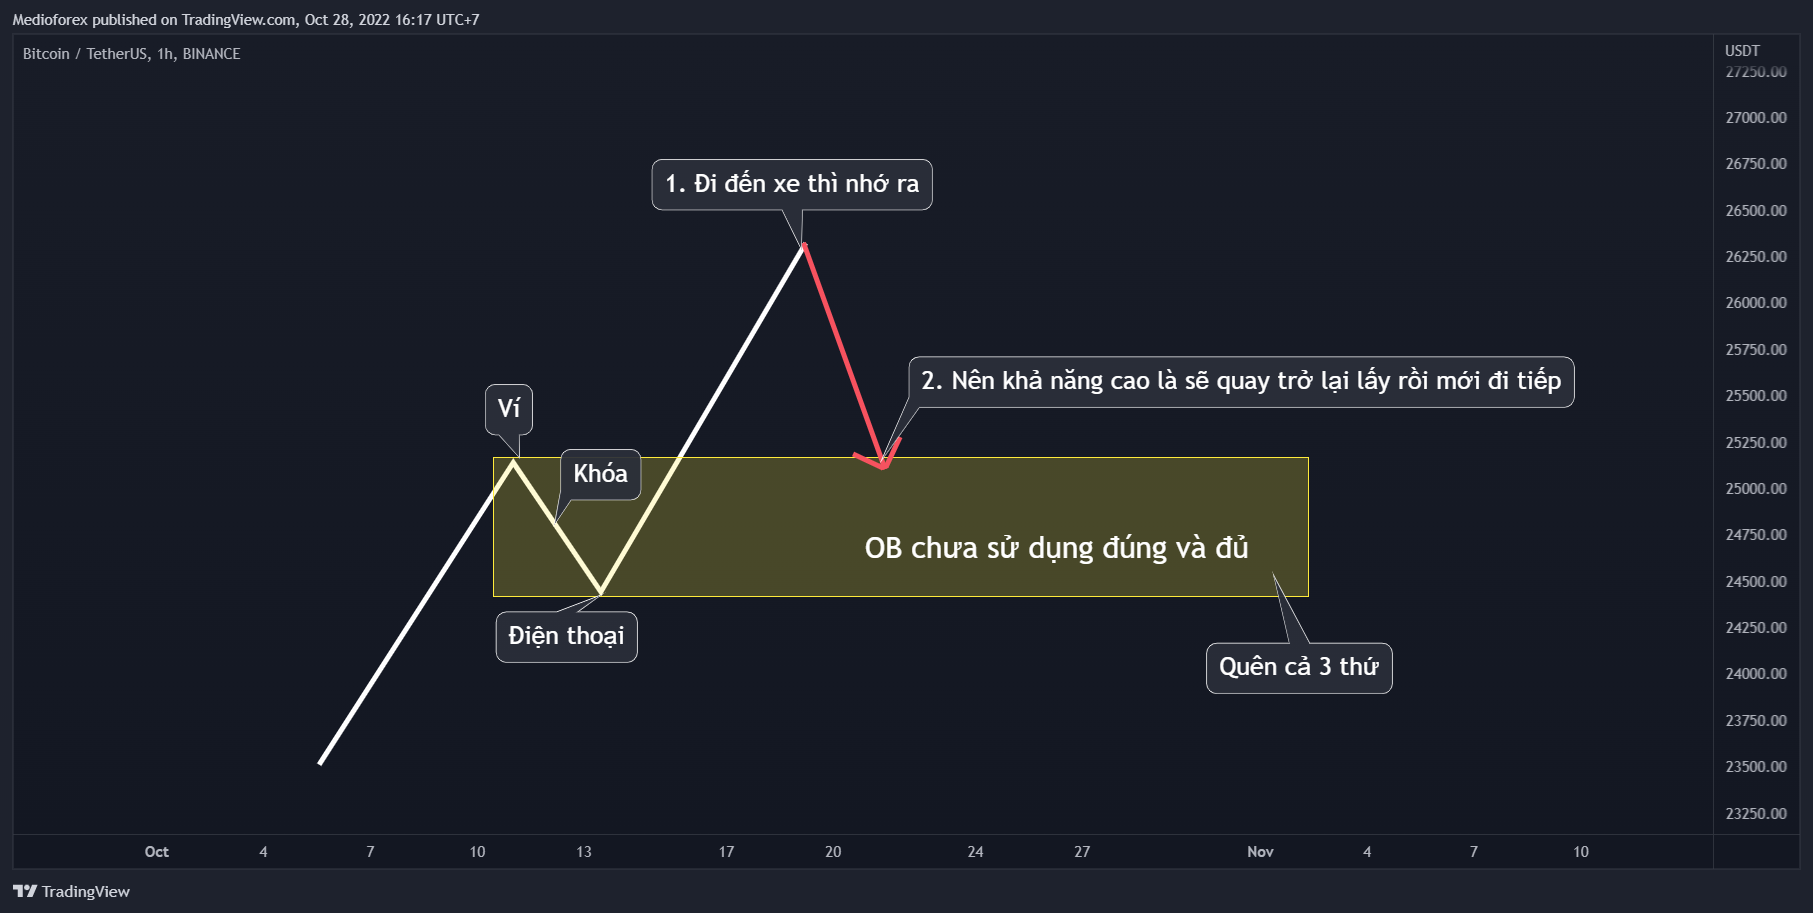 Medioforex published on TradingView.com, Oct 28, 2022 16:17 UTC+7
Bitcoin / TetherUS, 1h, BINANCE
USDT
27250.00
27000.00
26750.00
1. Đi đến xe thì nhớ ra
26500.00
26250.00
26000.00
25750.00
2. Nên khả năng cao là sẽ quay trở lại lấy rồi mới đi tiếp
25500.00
Ví
25250.00
Khóa
25000.00
24750.00
OB chưa sử dụng đúng và đủ
24500.00
Điện thoại
24250.00
Quên cả 3 thứ
24000.00
23750.00
23500.00
23250.00
Oct 4 7 10 13 17 20 24 27 Nov 4 7 10
TradingView